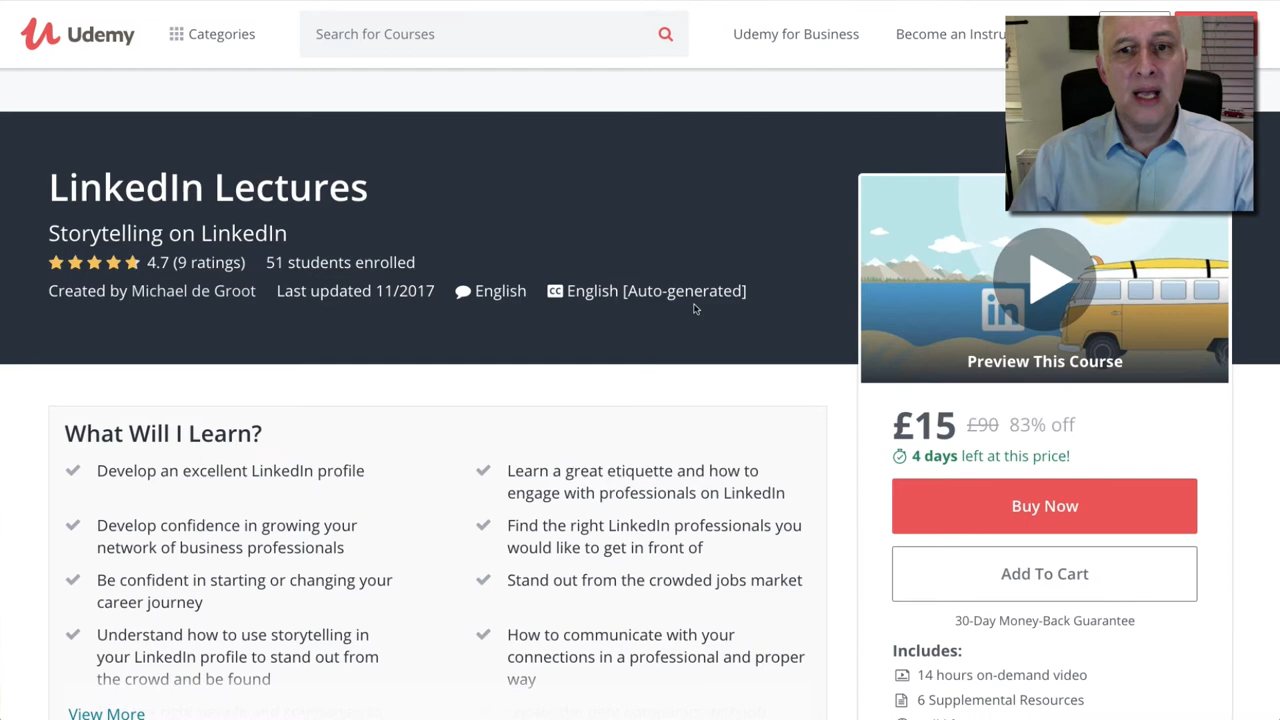 Udemy
Categories
Search for Courses
Udemy for Business
Become an
LinkedIn Lectures
Storytelling on LinkedIn
4.7 (9 ratings) 51 students enrolled
Created by Michael de Groot Last updated 11/2017 English CC English [Auto-generated]
in
Preview This Course
What Will I Learn?
Develop an excellent LinkedIn profile
Develop confidence in growing your
network of business professionals
Be confident in starting or changing your
career journey
Understand how to use storytelling in
your LinkedIn profile to stand out from
the crowd and be found
Learn a great etiquette and how to
engage with professionals on LinkedIn
Find the right LinkedIn professionals you
would like to get in front of
Stand out from the crowded jobs market
How to communicate with your
connections in a professional and proper
way
View More
£15 £90 83% off
4 days left at this price!
Buy Now
Add To Cart
30-Day Money-Back Guarantee
Includes:
14 hours on-demand video
6 Supplemental Resources